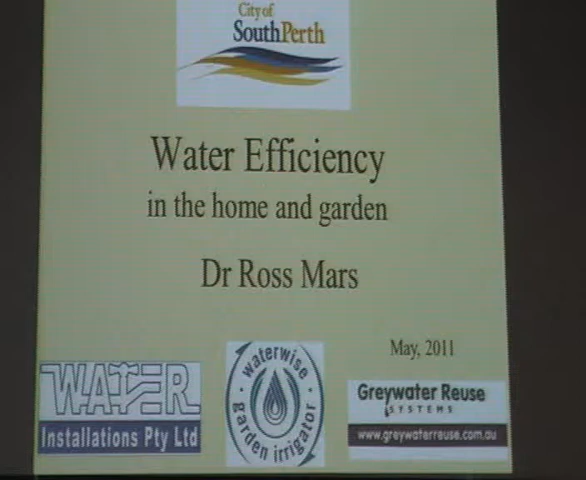 City of
SouthPerth
Water Efficiency
in the home and garden
Dr Ross Mars
May, 2011
WATER
Installations Pty Ltd
waterwise
garden irrigator
Greywater Reuse
SYSTEMS
www.greywaterreuse.com.au